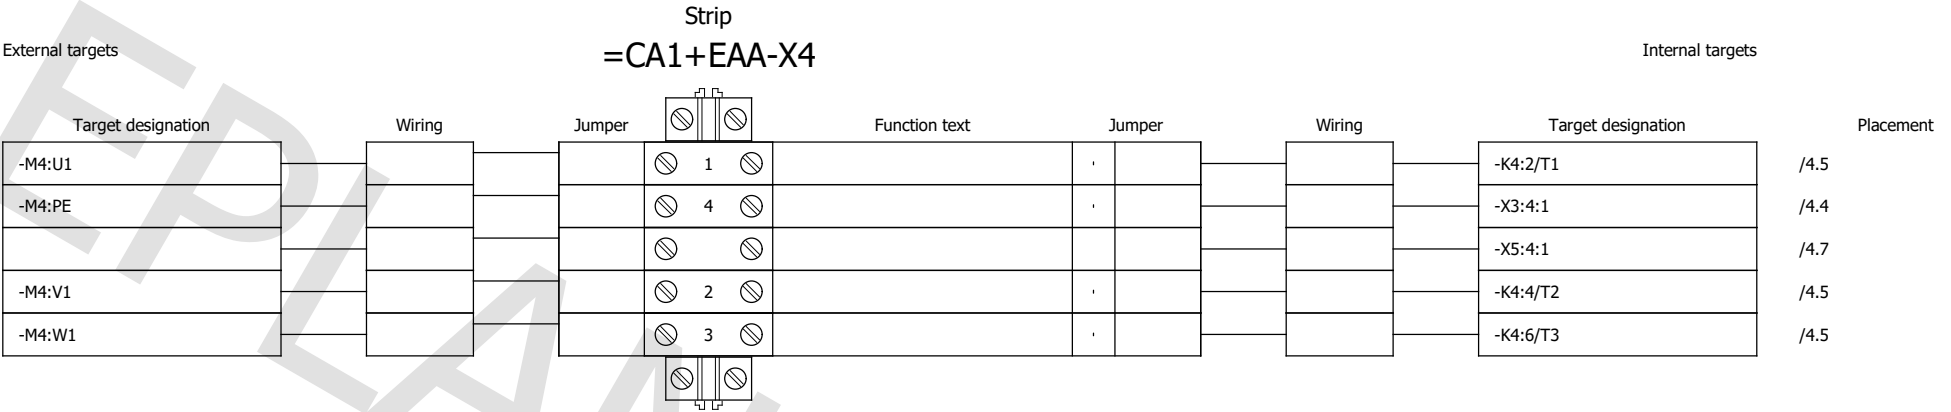 Strip
External targets =CA1+EAA-X4 Internal targets
Target designation Wiring Jumper Function text Jumper Wiring Target designation Placement
-M4:U1 1 ' -K4:2/T1 /4.5
-M4:PE 4 ' -X3:4:1 /4.4
-X5:4:1 /4.7
-M4:V1 2 ' -K4:4/T2 /4.5
-M4:W1 3 ' -K4:6/T3 /4.5
EPLAN